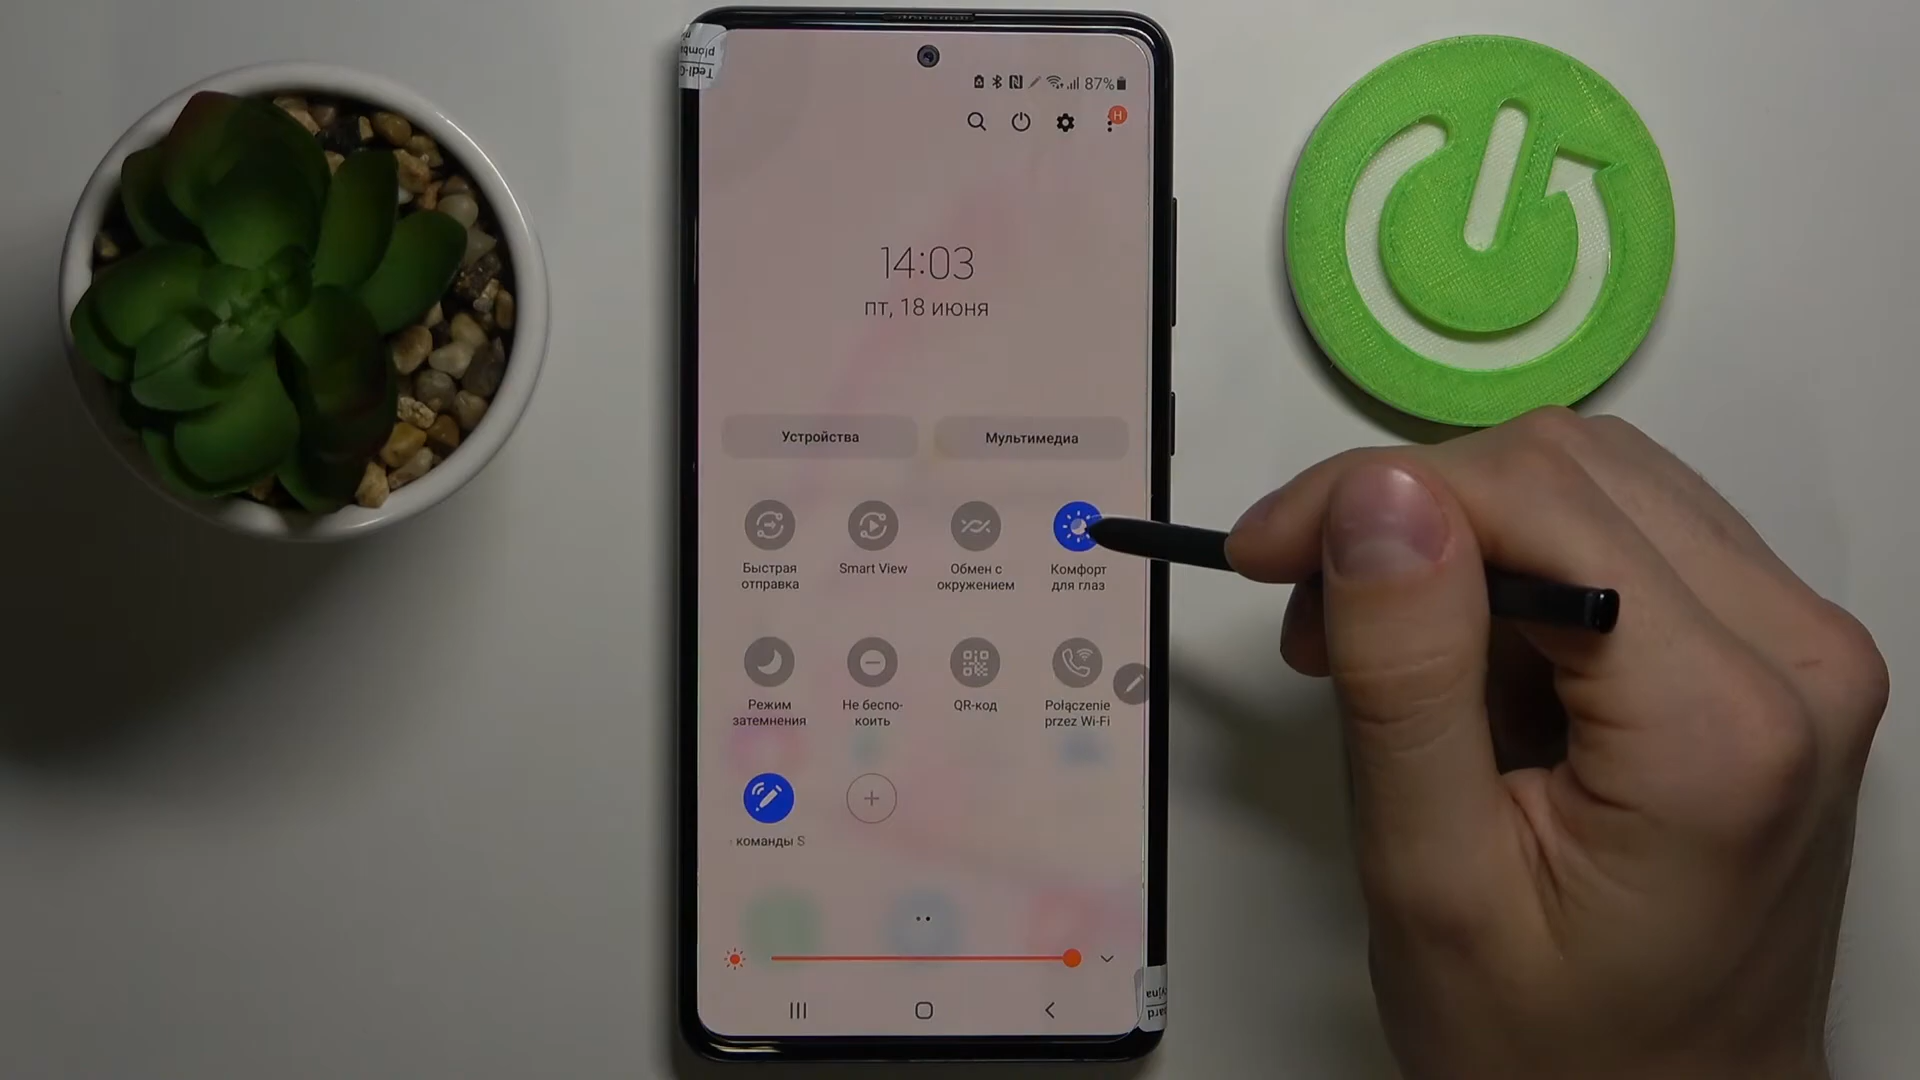 87%
H
14:03
пт, 18 июня
Устройства
Мультимедиа
Быстрая
отправка
Smart View
Обмен с
окружением
Комфорт
для глаз
Режим
затемнения
Не беспо-
коить
QR-код
Połączenie
przez Wi-Fi
команды S